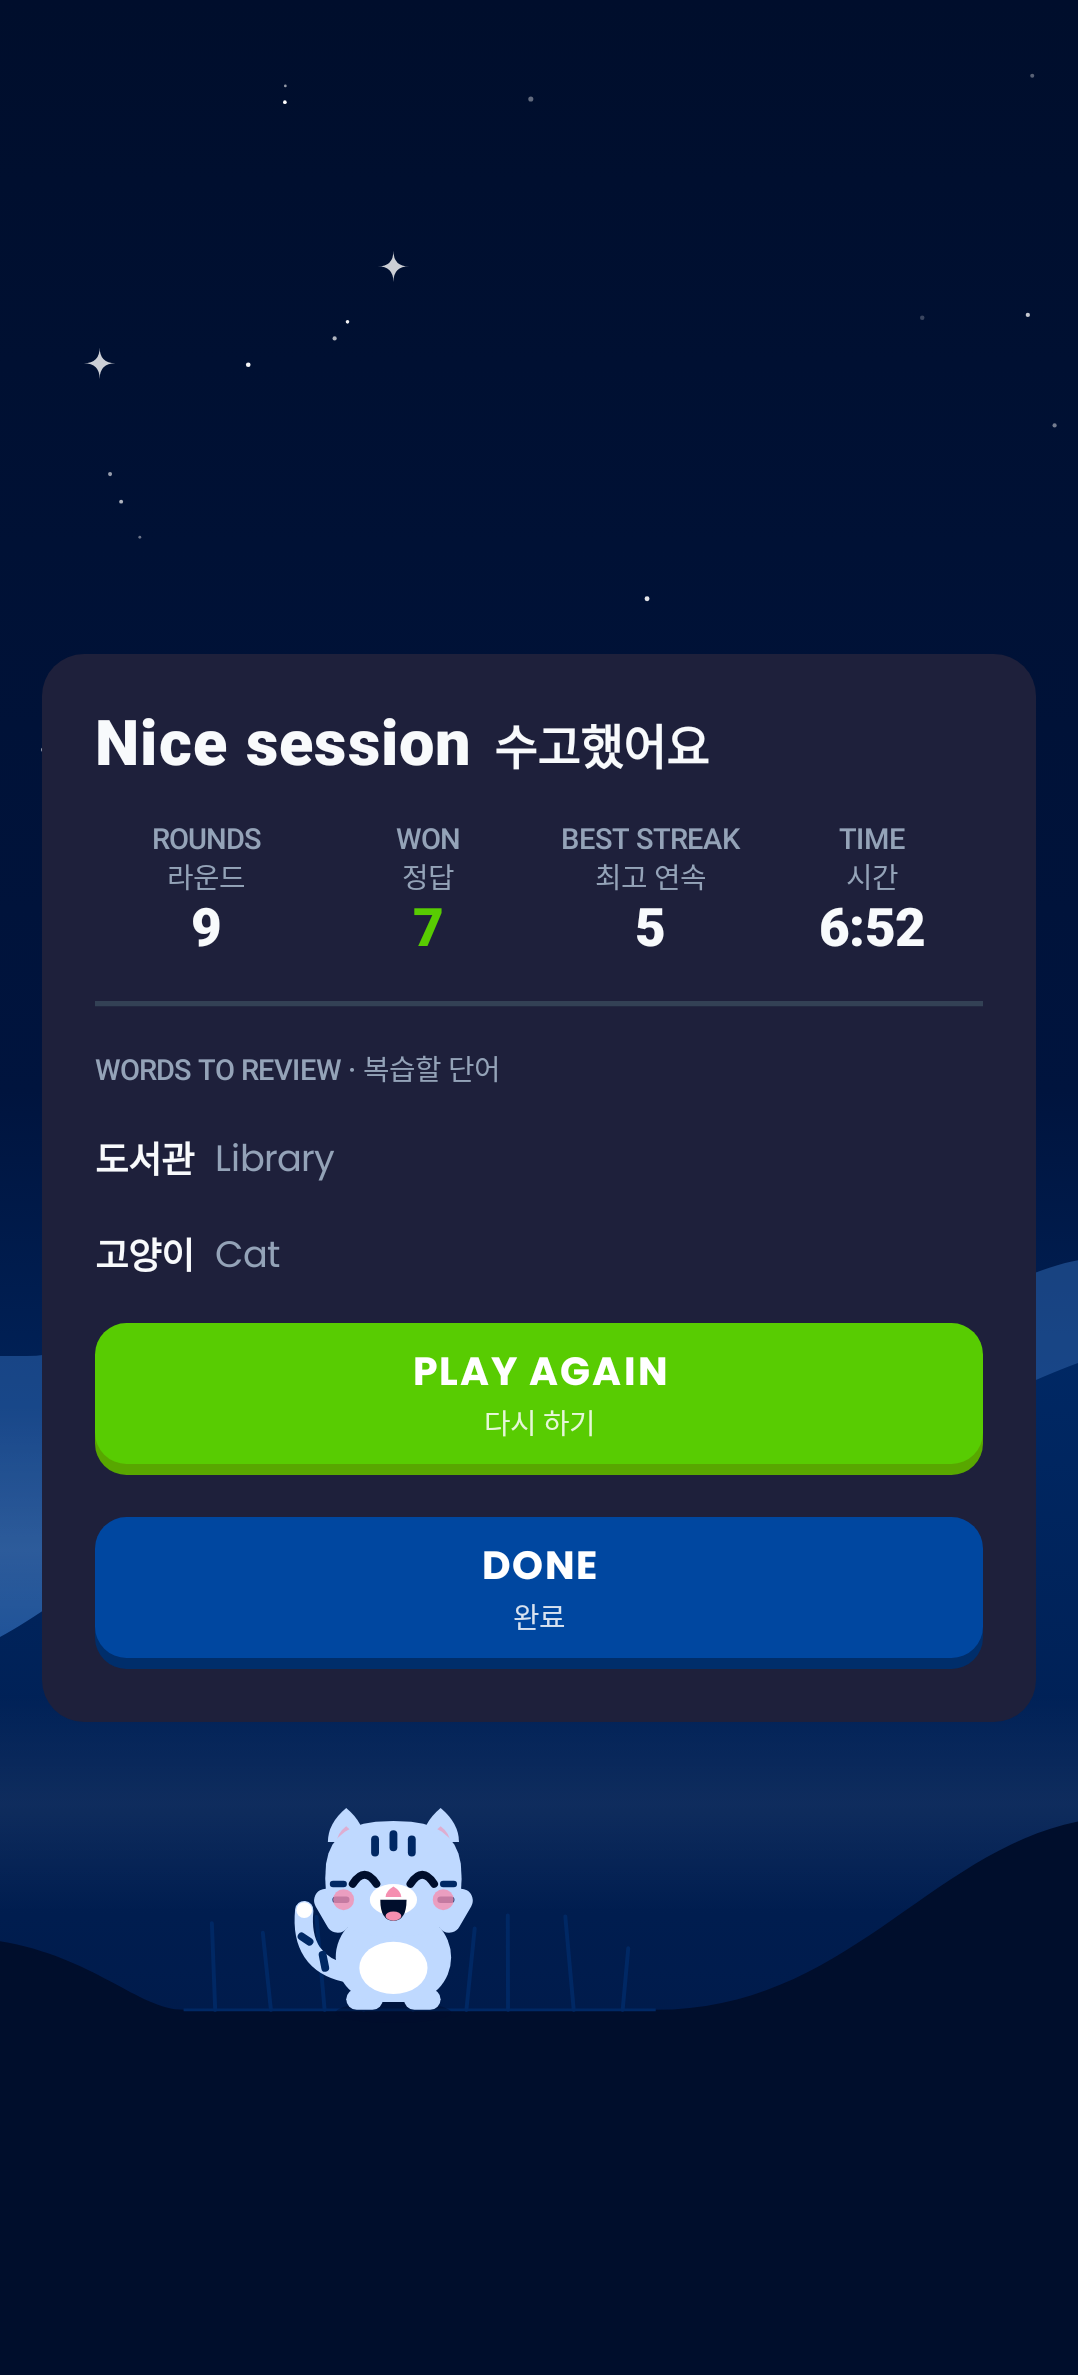 Nice session 수고했어요
ROUNDS WON BEST STREAK TIME
라운드 정답 최고 연속 시간
9 7 5 6:52
WORDS TO REVIEW · 복습할 단어
도서관 Library
고양이 Cat
PLAY AGAIN
다시 하기
DONE
완료